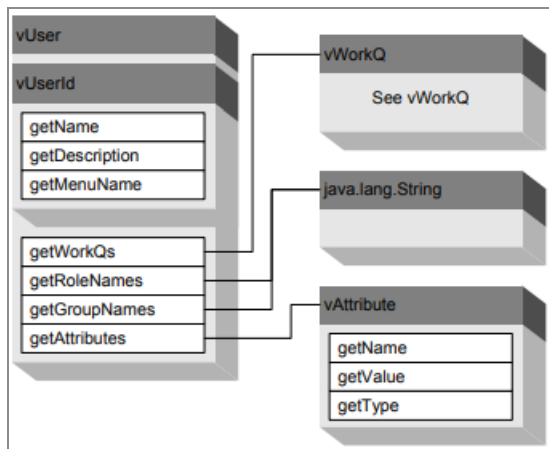 vUser
vUserId
getName
getDescription
getMenuName
getWorkQs
getRoleNames
getGroupNames
getAttributes
vWorkQ
See vWorkQ
java.lang.String
vAttribute
getName
getValue
getType